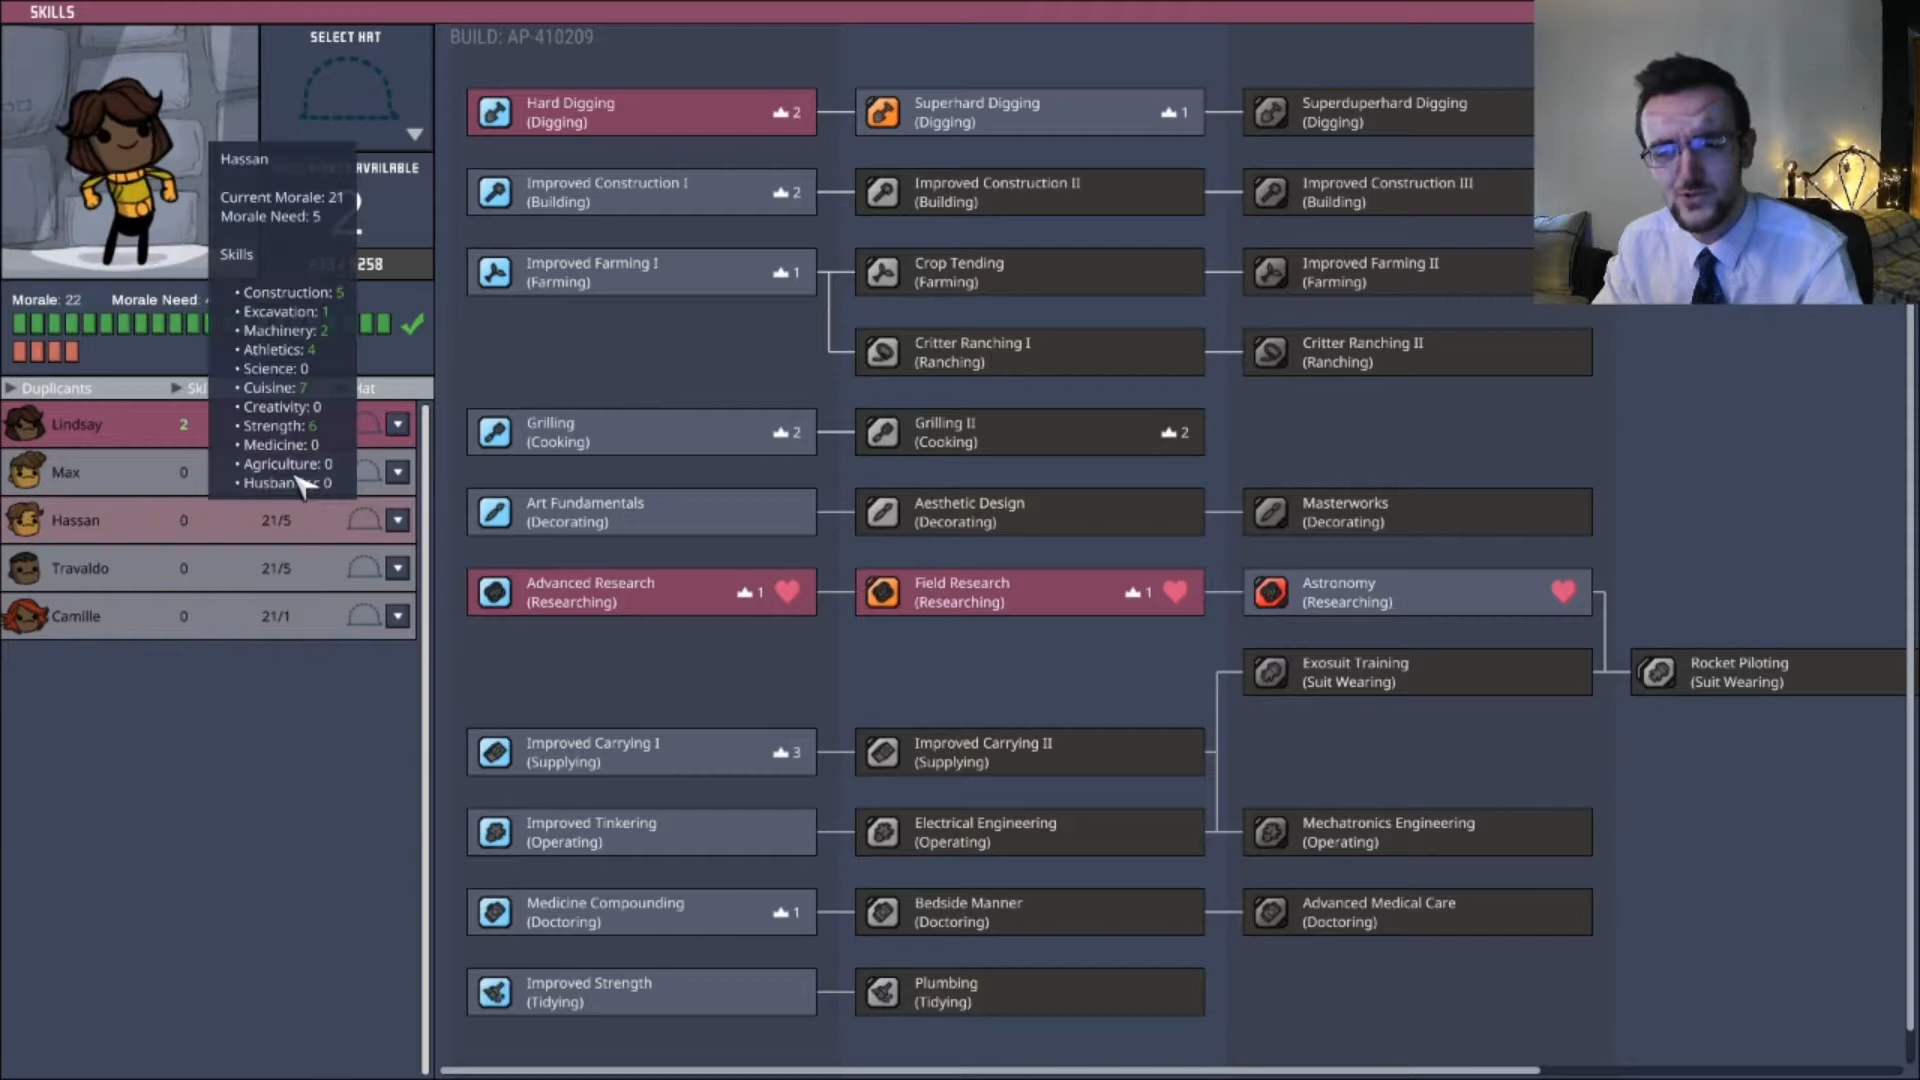 SKILLS
SELECT HAT
BUILD: AP-410209
AVAILABLE
258
Morale: 22
Morale Need:
Duplicants
Lindsay
2
Max
0
Hassan
0
21/5
Travaldo
0
21/5
Camille
0
21/1
Hassan
Current Morale: 21
Morale Need: 5
Skills
• Construction: 5
• Excavation: 1
• Machinery: 2
• Athletics: 4
• Science: 0
• Cuisine: 7
• Creativity: 0
• Strength: 6
• Medicine: 0
• Agriculture: 0
0
Hard Digging
(Digging)
2
Superhard Digging
(Digging)
1
Superduperhard Digging
(Digging)
Improved Construction I
(Building)
2
Improved Construction II
(Building)
Improved Construction III
(Building)
Improved Farming I
(Farming)
1
Crop Tending
(Farming)
Improved Farming II
(Farming)
Critter Ranching I
(Ranching)
Critter Ranching II
(Ranching)
Grilling
(Cooking)
2
Grilling II
(Cooking)
2
Art Fundamentals
(Decorating)
Aesthetic Design
(Decorating)
Masterworks
(Decorating)
Advanced Research
(Researching)
1
Field Research
(Researching)
1
Astronomy
(Researching)
Exosuit Training
(Suit Wearing)
Rocket Piloting
(Suit Wearing)
Improved Carrying I
(Supplying)
3
Improved Carrying II
(Supplying)
Improved Tinkering
(Operating)
Electrical Engineering
(Operating)
Mechatronics Engineering
(Operating)
Medicine Compounding
(Doctoring)
1
Bedside Manner
(Doctoring)
Advanced Medical Care
(Doctoring)
Improved Strength
(Tidying)
Plumbing
(Tidying)